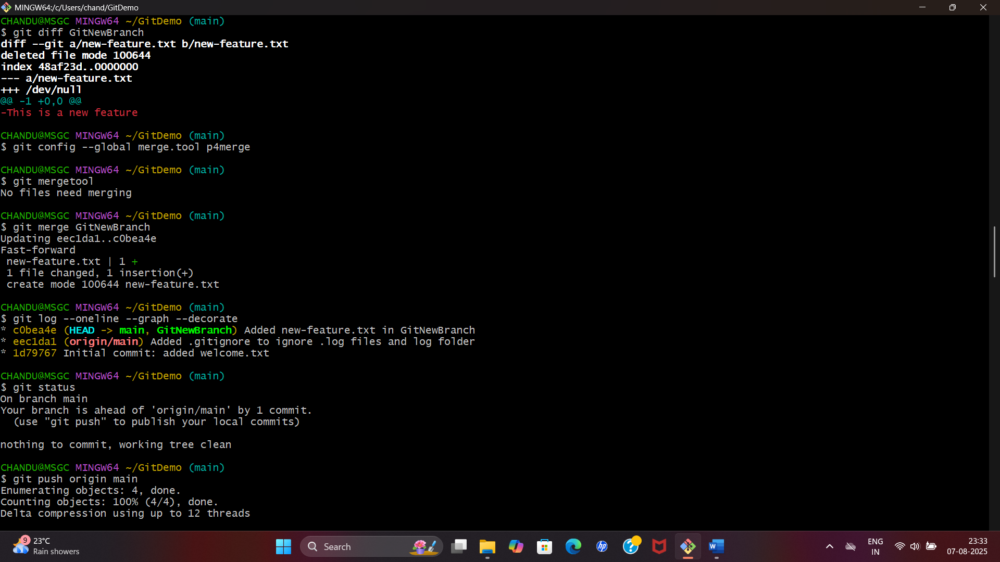 MINGW64:/c/Users/chand/GitDemo
CHANDU@MSGC MINGW64 ~/GitDemo (main)
$ git diff GitNewBranch
diff --git a/new-feature.txt b/new-feature.txt
deleted file mode 100644
index 48af23d..0000000
--- a/new-feature.txt
+++ /dev/null
@@ -1 +0,0 @@
-This is a new feature

CHANDU@MSGC MINGW64 ~/GitDemo (main)
$ git config --global merge.tool p4merge

CHANDU@MSGC MINGW64 ~/GitDemo (main)
$ git mergetool
No files need merging

CHANDU@MSGC MINGW64 ~/GitDemo (main)
$ git merge GitNewBranch
Updating eec1da1..c0bea4e
Fast-forward
 new-feature.txt | 1 +
 1 file changed, 1 insertion(+)
 create mode 100644 new-feature.txt

CHANDU@MSGC MINGW64 ~/GitDemo (main)
$ git log --oneline --graph --decorate
* c0bea4e (HEAD -> main, GitNewBranch) Added new-feature.txt in GitNewBranch
* eec1da1 (origin/main) Added .gitignore to ignore .log files and log folder
* 1d79767 Initial commit: added welcome.txt

CHANDU@MSGC MINGW64 ~/GitDemo (main)
$ git status
On branch main
Your branch is ahead of 'origin/main' by 1 commit.
  (use "git push" to publish your local commits)

nothing to commit, working tree clean

CHANDU@MSGC MINGW64 ~/GitDemo (main)
$ git push origin main
Enumerating objects: 4, done.
Counting objects: 100% (4/4), done.
Delta compression using up to 12 threads
9
23°C
Rain showers
Search
hp
?
W
ENG
IN
23:33
07-08-2025